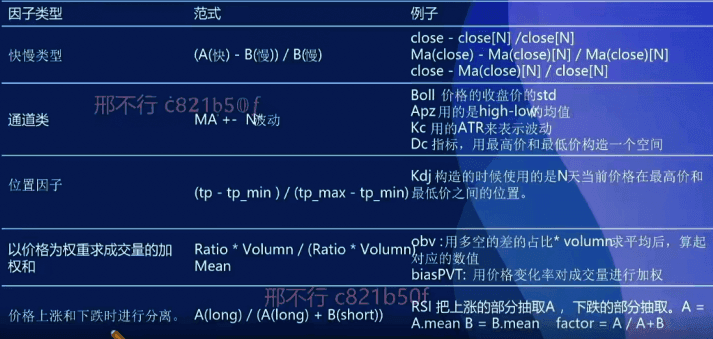 因子类型 范式 例子
快慢类型 (A(快) - B(慢)) / B(慢) close - close[N] /close[N]
Ma(close) - Ma(close)[N] / Ma(close)[N]
close - Ma(close)[N] / close[N]
邢不行 c821b50f
通道类 MA +- N波动 Boll 价格的收盘价的std
Apz 用的是high-low的均值
Kc 用的ATR来表示波动
Dc 指标，用最高价和最低价构造一个空间
位置因子 (tp - tp_min ) / (tp_max - tp_min) Kdj 构造的时候使用的是N天当前价格在最高价和
最低价之间的位置。
以价格为权重求成交量的加
权和 Ratio * Volumn / (Ratio * Volumn)
Mean
obv :用多空的差的占比* volumn求平均后，算起
对应的数值
biasPVT: 用价格变化率对成交量进行加权
邢不行 c821b50f
价格上涨和下跌时进行分离。 A(long) / (A(long) + B(short)) RSI 把上涨的部分抽取A ，下跌的部分抽取。A =
A.mean B = B.mean factor = A / A+B